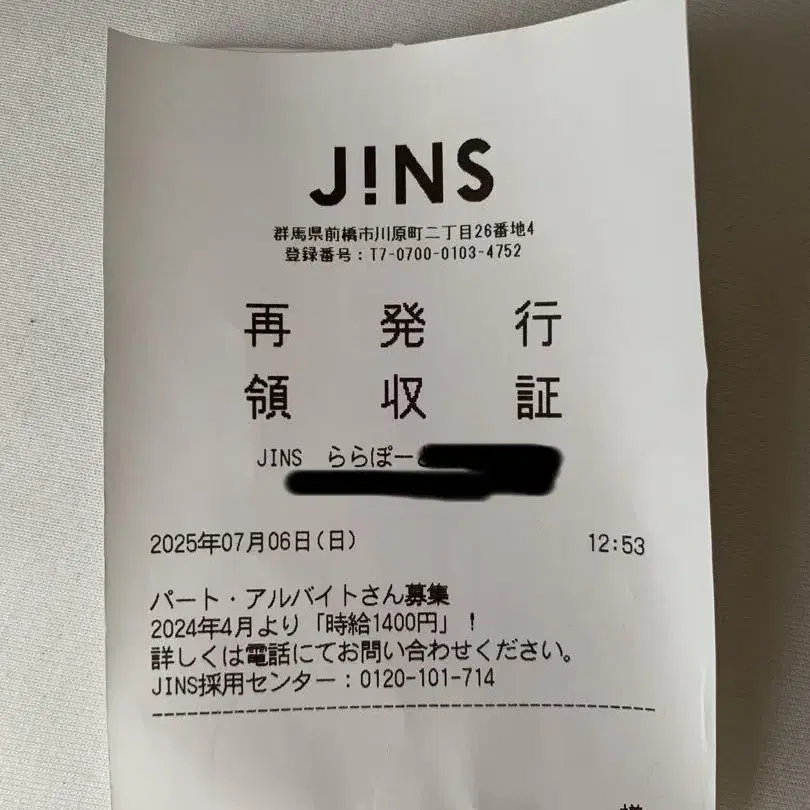 J!NS
群馬県前橋市川原町二丁目26番地4
登録番号：T7-0700-0103-4752
再発行
領収証
JINS ららぽー
2025年07月06日(日) 12:53
パート・アルバイトさん募集
2024年4月より「時給1400円」！
詳しくは電話にてお問い合わせください。
JINS採用センター：0120-101-714